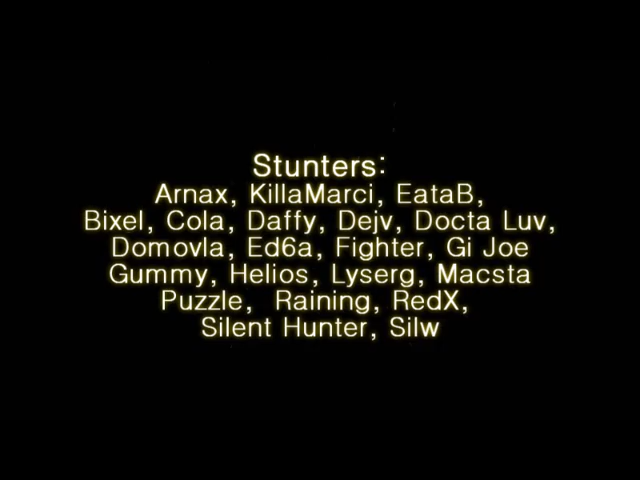 Stunters:
Arnax, KillaMarci, EataB,
Bixel, Cola, Daffy, Dejv, Docta Luv,
Domovla, Ed6a, Fighter, Gi Joe
Gummy, Helios, Lyserg, Macsta
Puzzle,  Raining, RedX,
Silent Hunter, Silw